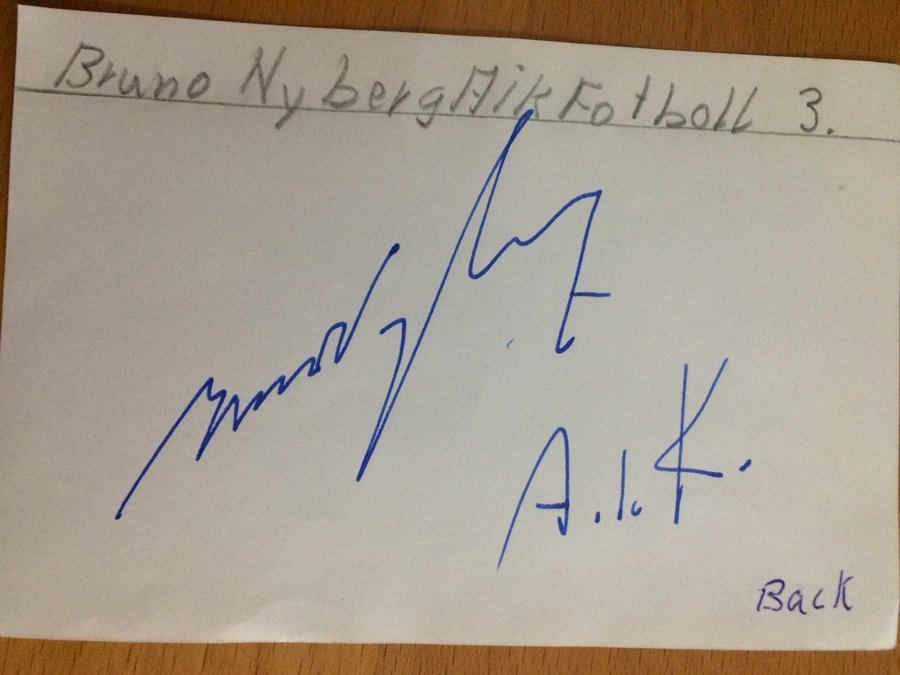 Bruno Nyberg Aik Fotboll 3.
A.I.K.
Back